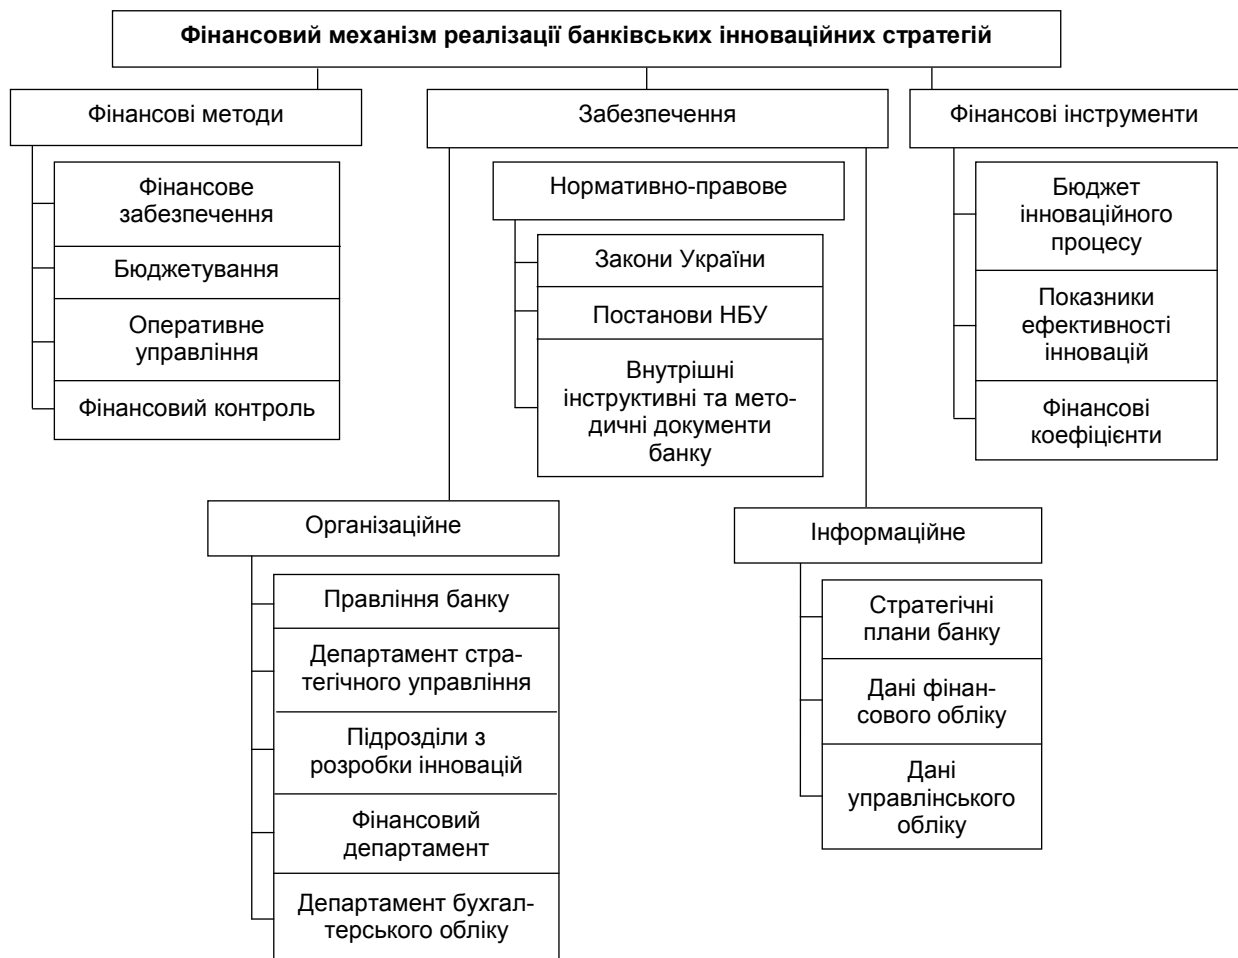 Фінансовий механізм реалізації банківських інноваційних стратегій
Фінансові методи
Забезпечення
Фінансові інструменти
Фінансове
забезпечення
Бюджетування
Оперативне
управління
Фінансовий контроль
Нормативно-правове
Закони України
Постанови НБУ
Внутрішні
інструктивні та мето-
дичні документи
банку
Бюджет
інноваційного
процесу
Показники
ефективності
інновацій
Фінансові
коефіцієнти
Організаційне
Правління банку
Департамент стра-
тегічного управління
Підрозділи з
розробки інновацій
Фінансовий
департамент
Департамент бухгал-
терського обліку
Інформаційне
Стратегічні
плани банку
Дані фінан-
сового обліку
Дані
управлінського
обліку